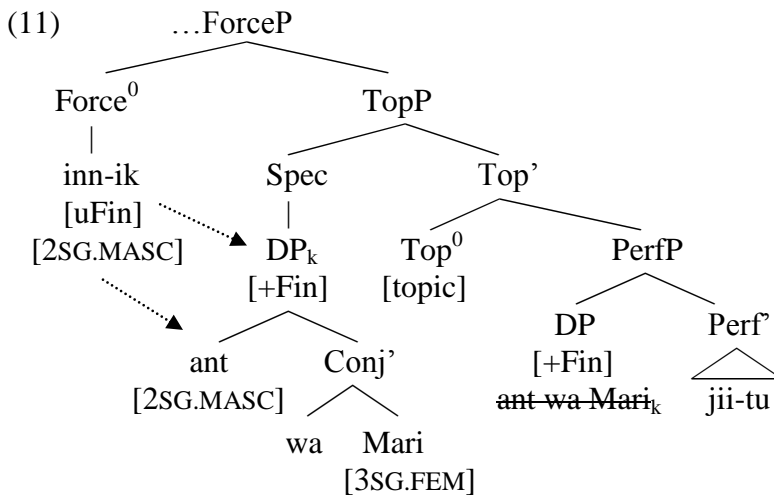 (11) …ForceP
Force⁰ TopP
inn-ik Spec Top’
[uFin]
[2SG.MASC] DPₖ Top⁰ PerfP
[+Fin] [topic]
DP Perf’
ant Conj’ [+Fin]
[2SG.MASC] ant wa Mariₖ jii-tu
wa Mari
[3SG.FEM]